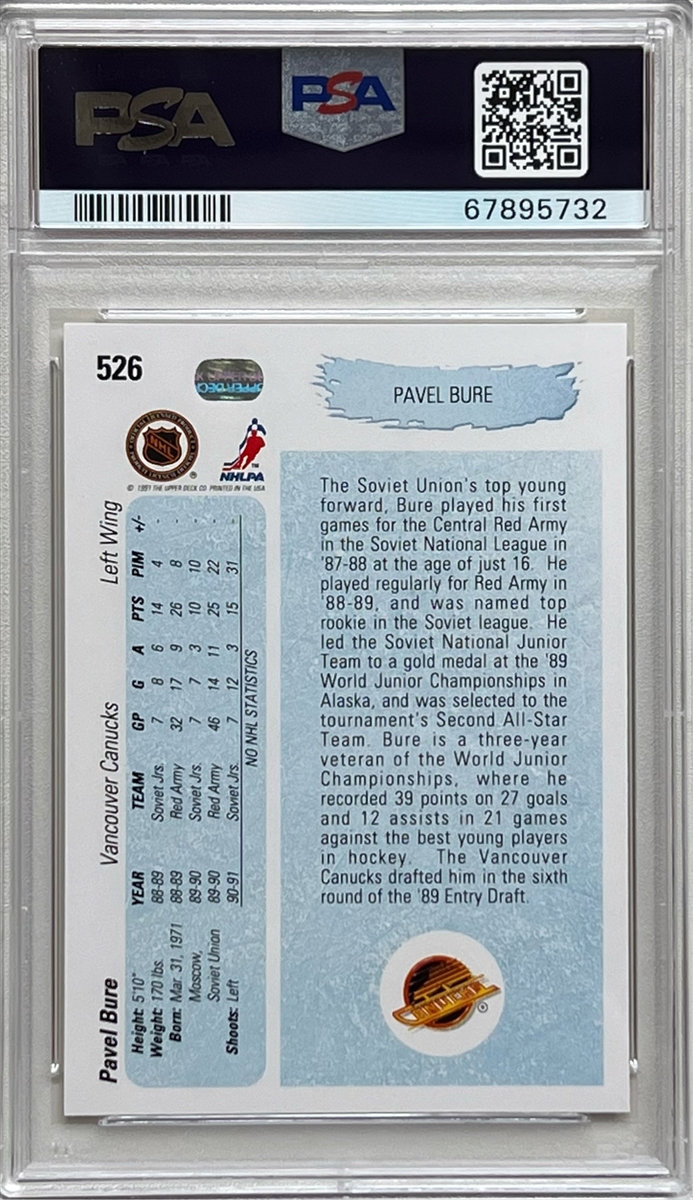 PSA
PSA
67895732
526
UPPER DECK
PAVEL BURE
NHL
NHLPA
™
®
© 1991 THE UPPER DECK CO. PRINTED IN THE USA
The Soviet Union's top young
forward, Bure played his first
games for the Central Red Army
in the Soviet National League in
'87-88 at the age of just 16. He
played regularly for Red Army in
'88-89, and was named top
rookie in the Soviet league. He
led the Soviet National Junior
Team to a gold medal at the '89
World Junior Championships in
Alaska, and was selected to the
tournament's Second All-Star
Team. Bure is a three-year
veteran of the World Junior
Championships, where he
recorded 39 points on 27 goals
and 12 assists in 21 games
against the best young players
in hockey. The Vancouver
Canucks drafted him in the sixth
round of the '89 Entry Draft.
CANUCKS
®
Pavel Bure Vancouver Canucks Left Wing
Height: 5'10"
Weight: 170 lbs.
Born: Mar. 31, 1971
Moscow,
Soviet Union
Shoots: Left
YEAR TEAM GP G A PTS PIM +/-
88-89 Soviet Jrs. 7 8 6 14 4 -
88-89 Red Army 32 17 9 26 8 -
89-90 Soviet Jrs. 7 7 3 10 10 -
89-90 Red Army 46 14 11 25 22 -
90-91 Soviet Jrs. 7 12 3 15 31 -
NO NHL STATISTICS